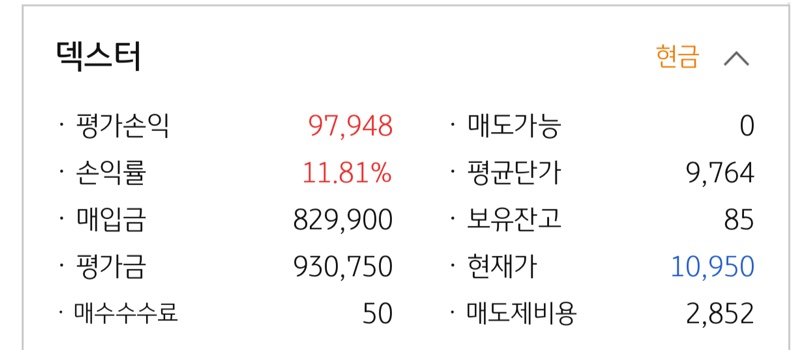 덱스터 현금
· 평가손익 97,948 · 매도가능 0
· 손익률 11.81% · 평균단가 9,764
· 매입금 829,900 · 보유잔고 85
· 평가금 930,750 · 현재가 10,950
· 매수수수료 50 · 매도제비용 2,852